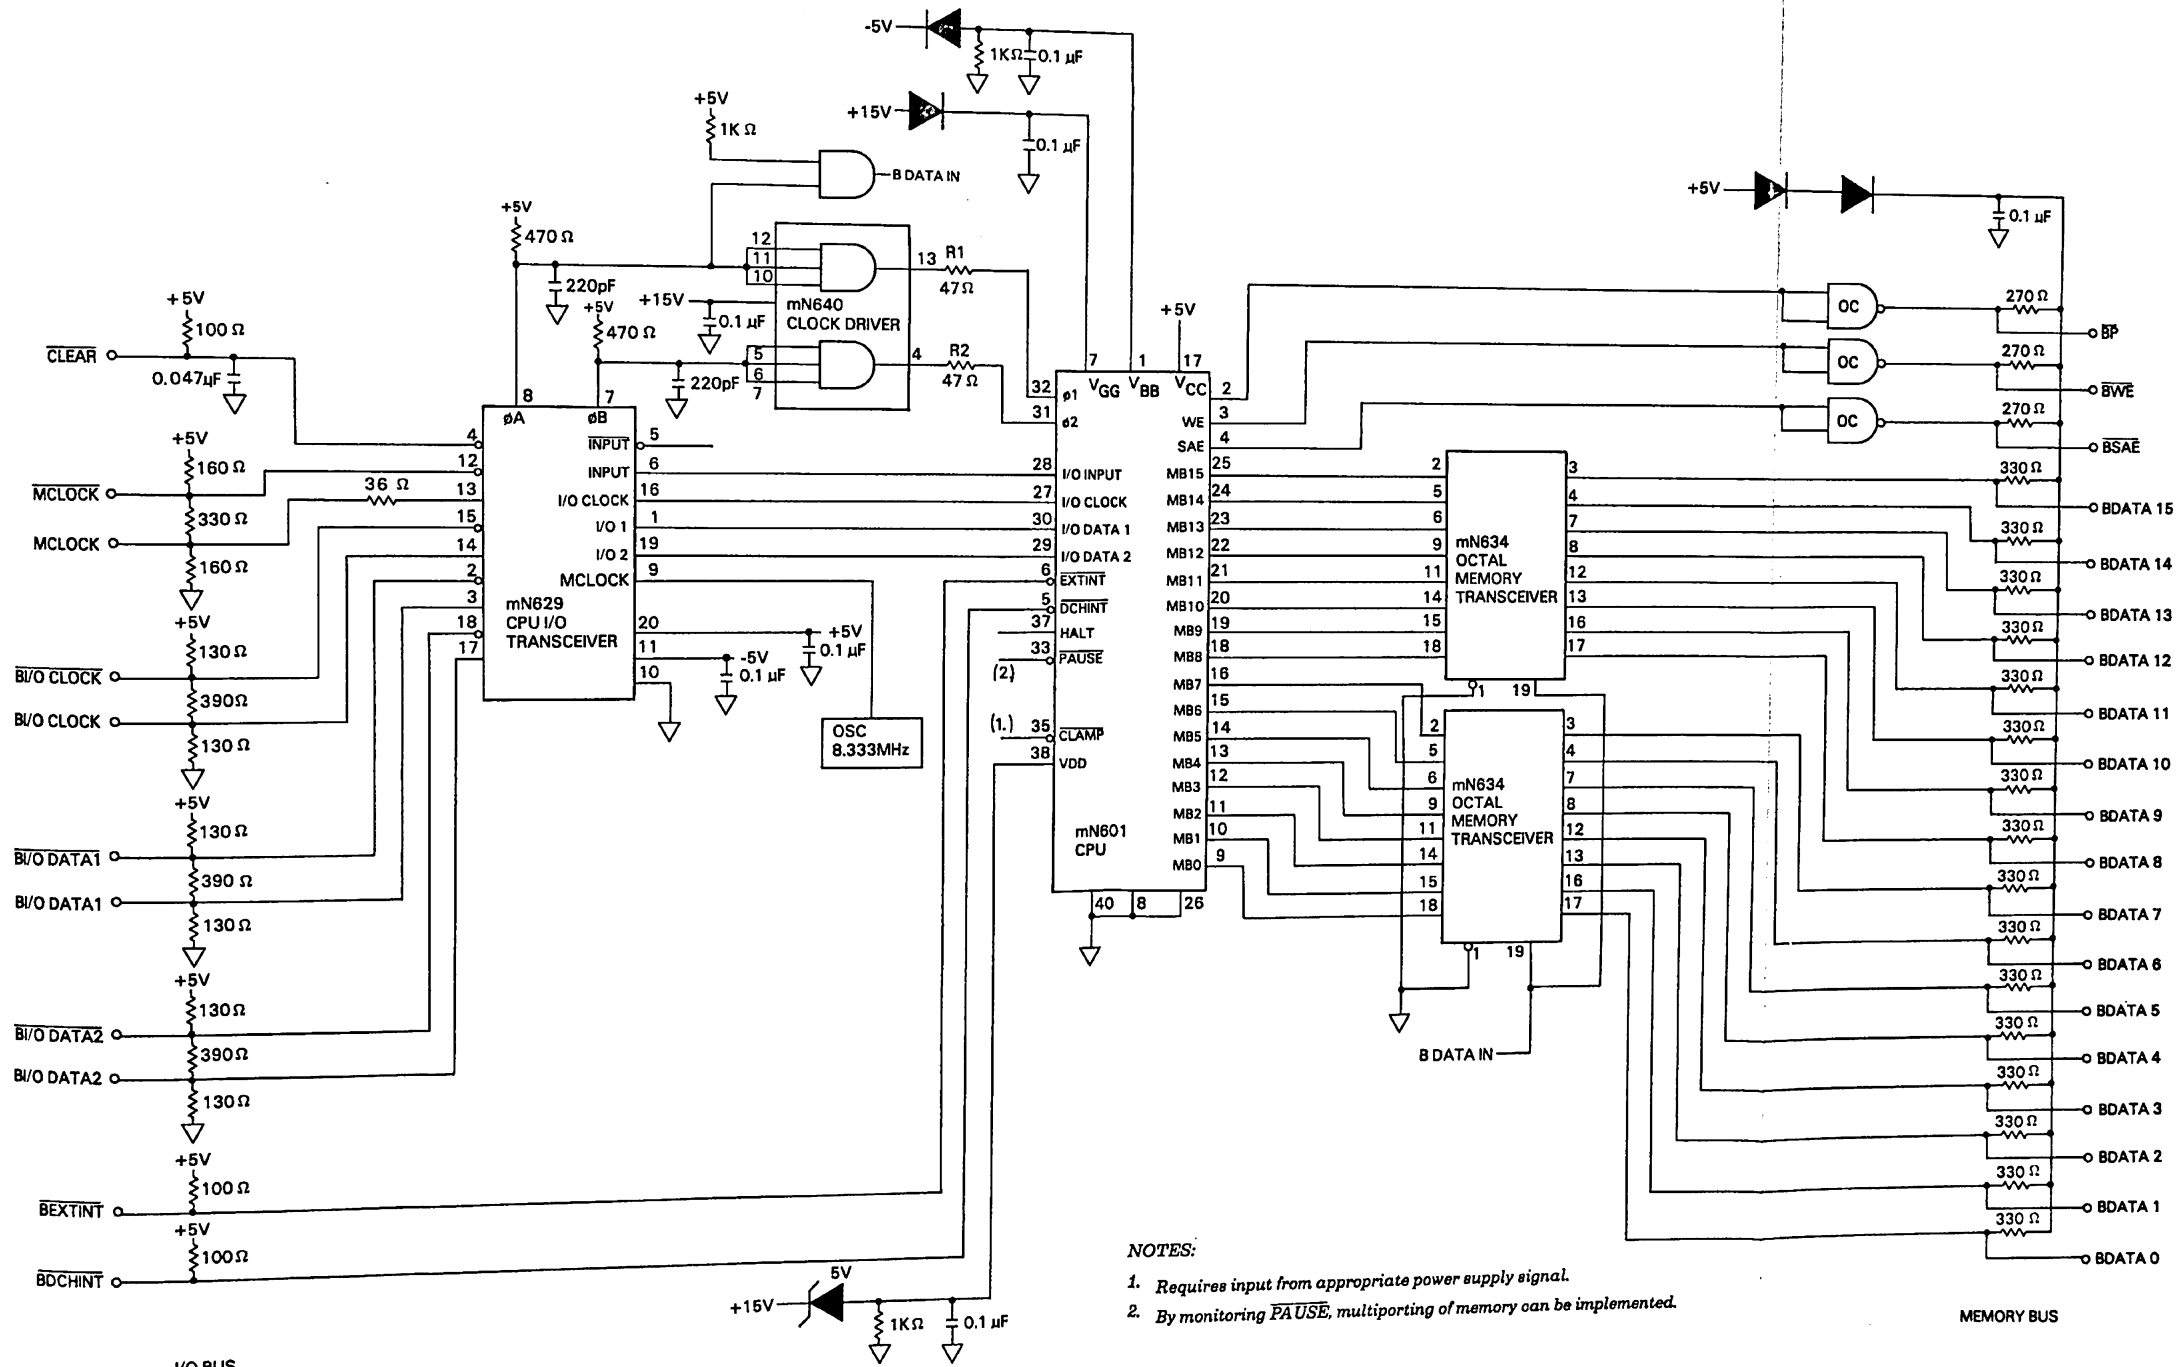 -5V
1KΩ
0.1 µF
+15V
0.1 µF
+5V
1K Ω
B DATA IN
+5V
470 Ω
220pF
+5V
470 Ω
220pF
+15V
0.1 µF
12
11
10
13
mN640
CLOCK DRIVER
5
6
7
4
R1
47Ω
R2
47 Ω
+5V
0.1 µF
+5V
100 Ω
CLEAR
0.047µF
+5V
160 Ω
MCLOCK
330 Ω
MCLOCK
160 Ω
36 Ω
+5V
130 Ω
BI/O CLOCK
390Ω
BI/O CLOCK
130 Ω
+5V
130 Ω
BI/O DATA1
390 Ω
BI/O DATA1
130 Ω
+5V
130 Ω
BI/O DATA2
390Ω
BI/O DATA2
130Ω
+5V
100 Ω
BEXTINT
+5V
100Ω
BDCHINT
8
7
øA
øB
4
12
13
15
14
2
3
18
17
INPUT
5
INPUT
6
I/O CLOCK
16
I/O 1
1
I/O 2
19
MCLOCK
9
mN629
CPU I/O
TRANSCEIVER
20
+5V
0.1 µF
11
-5V
0.1 µF
10
OSC
8.333MHz
+5V
7
1
17
VGG
VBB
VCC
32
ø1
31
ø2
28
I/O INPUT
27
I/O CLOCK
30
I/O DATA 1
29
I/O DATA 2
6
EXTINT
5
DCHINT
37
HALT
33
PAUSE
(2)
(1.)
35
CLAMP
38
VDD
mN601
CPU
40
8
26
2
WE
3
SAE
4
MB15
25
MB14
24
MB13
23
MB12
22
MB11
21
MB10
20
MB9
19
MB8
18
MB7
16
MB6
15
MB5
14
MB4
13
MB3
12
MB2
11
MB1
10
MB0
9
2
5
6
9
11
14
15
18
mN634
OCTAL
MEMORY
TRANSCEIVER
3
4
7
8
12
13
16
17
1
19
2
5
6
9
11
14
15
18
mN634
OCTAL
MEMORY
TRANSCEIVER
3
4
7
8
12
13
16
17
1
19
B DATA IN
OC
270 Ω
BP
OC
270 Ω
BWE
OC
270 Ω
BSAE
330 Ω
BDATA 15
330 Ω
BDATA 14
330 Ω
BDATA 13
330 Ω
BDATA 12
330 Ω
BDATA 11
330 Ω
BDATA 10
330 Ω
BDATA 9
330 Ω
BDATA 8
330 Ω
BDATA 7
330 Ω
BDATA 6
330 Ω
BDATA 5
330 Ω
BDATA 4
330 Ω
BDATA 3
330 Ω
BDATA 2
330 Ω
BDATA 1
330 Ω
BDATA 0
+15V
5V
1KΩ
0.1 µF
NOTES:
1. Requires input from appropriate power supply signal.
2. By monitoring PAUSE, multiporting of memory can be implemented.
MEMORY BUS
I/O BUS